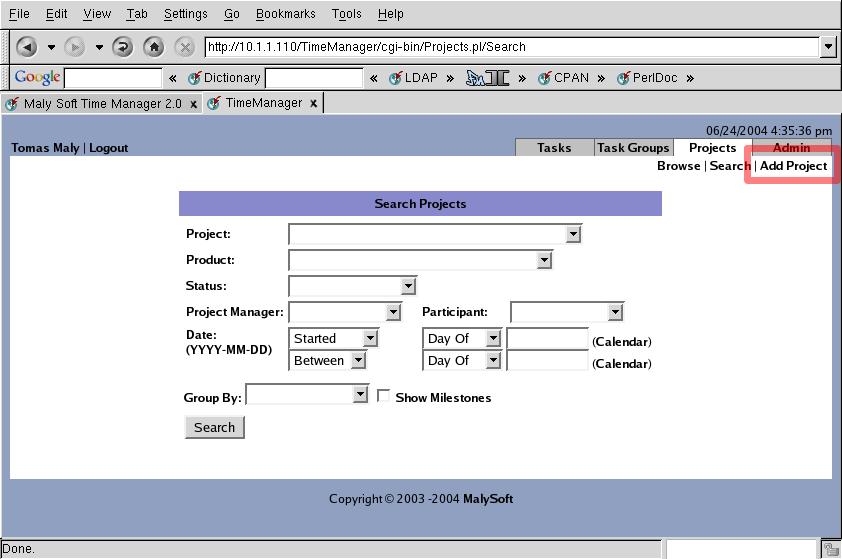 File Edit View Tab Settings Go Bookmarks Tools Help
http://10.1.1.110/TimeManager/cgi-bin/Projects.pl/Search
Google « Dictionary « LDAP » » CPAN » PerlDoc »
Maly Soft Time Manager 2.0 x TimeManager x
06/24/2004 4:35:36 pm
Tomas Maly | Logout Tasks Task Groups Projects Admin
Browse | Search | Add Project
Search Projects
Project:
Product:
Status:
Project Manager: Participant:
Date: Started Day Of (Calendar)
(YYYY-MM-DD) Between Day Of (Calendar)
Group By: Show Milestones
Search
Copyright © 2003 -2004 MalySoft
Done.